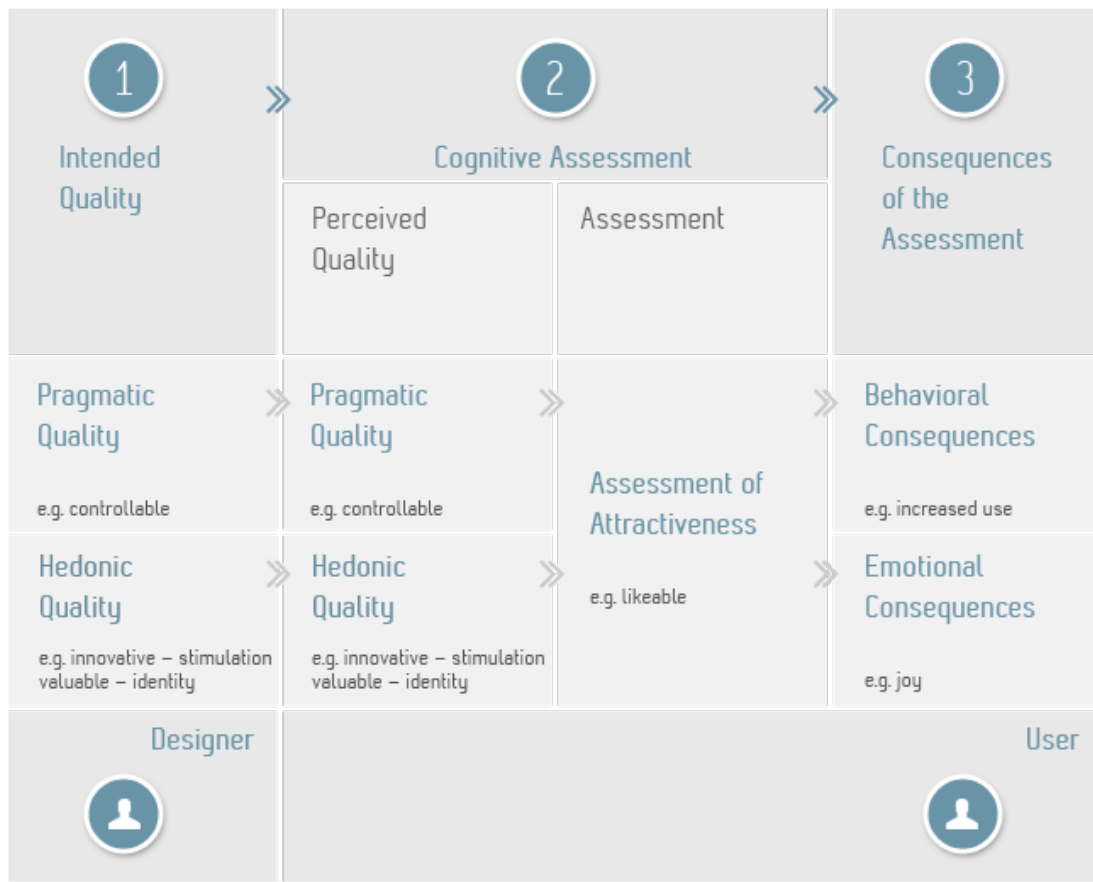 1
Intended
Quality
2
Cognitive Assessment
3
Consequences
of the
Assessment
Perceived
Quality
Assessment
Pragmatic
Quality
e.g. controllable
Pragmatic
Quality
e.g. controllable
Assessment of
Attractiveness
e.g. likeable
Behavioral
Consequences
e.g. increased use
Hedonic
Quality
e.g. innovative – stimulation
valuable – identity
Hedonic
Quality
e.g. innovative – stimulation
valuable – identity
Emotional
Consequences
e.g. joy
Designer
User